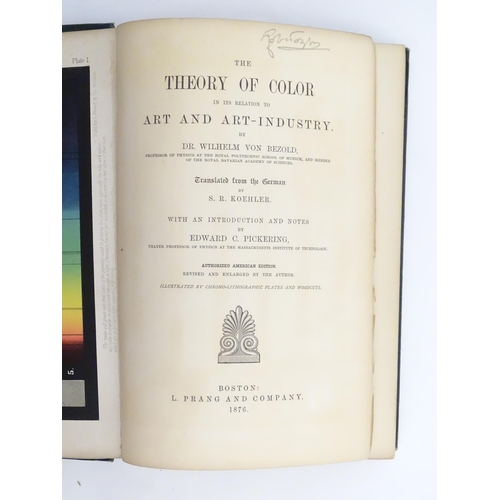 Plate I.
THE
THEORY OF COLOR
IN ITS RELATION TO
ART AND ART-INDUSTRY.
BY
DR. WILHELM VON BEZOLD,
PROFESSOR OF PHYSICS AT THE ROYAL POLYTECHNIC SCHOOL OF MUNICH, AND MEMBER
OF THE ROYAL BAVARIAN ACADEMY OF SCIENCES.
Translated from the German
BY
S. R. KOEHLER.
WITH AN INTRODUCTION AND NOTES
BY
EDWARD C. PICKERING,
THAYER PROFESSOR OF PHYSICS AT THE MASSACHUSETTS INSTITUTE OF TECHNOLOGY.
AUTHORIZED AMERICAN EDITION.
REVISED AND ENLARGED BY THE AUTHOR.
ILLUSTRATED BY CHROMO-LITHOGRAPHIC PLATES AND WOODCUTS.
BOSTON:
L. PRANG AND COMPANY.
1876.
5.